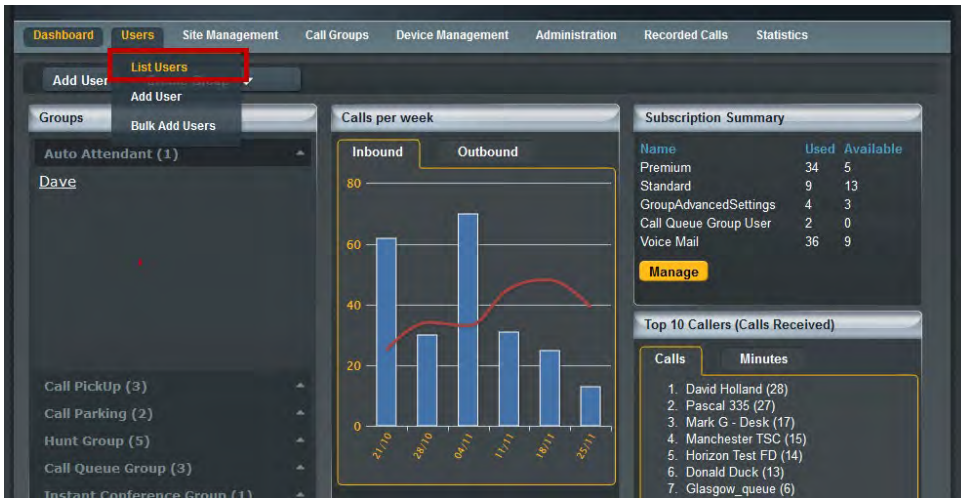 Dashboard Users Site Management Call Groups Device Management Administration Recorded Calls Statistics
List Users
Add User
Add User
Bulk Add Users
Groups
Auto Attendant (1)
Dave
Call PickUp (3)
Call Parking (2)
Hunt Group (5)
Call Queue Group (3)
Instant Conference Group (1)
Calls per week
Inbound Outbound
80
60
40
20
0
21/10 28/10 04/11 11/11 18/11 25/11
Subscription Summary
Name Used Available
Premium 34 5
Standard 9 13
GroupAdvancedSettings 4 3
Call Queue Group User 2 0
Voice Mail 36 9
Manage
Top 10 Callers (Calls Received)
Calls Minutes
1. David Holland (28)
2. Pascal 335 (27)
3. Mark G - Desk (17)
4. Manchester TSC (15)
5. Horizon Test FD (14)
6. Donald Duck (13)
7. Glasgow_queue (6)